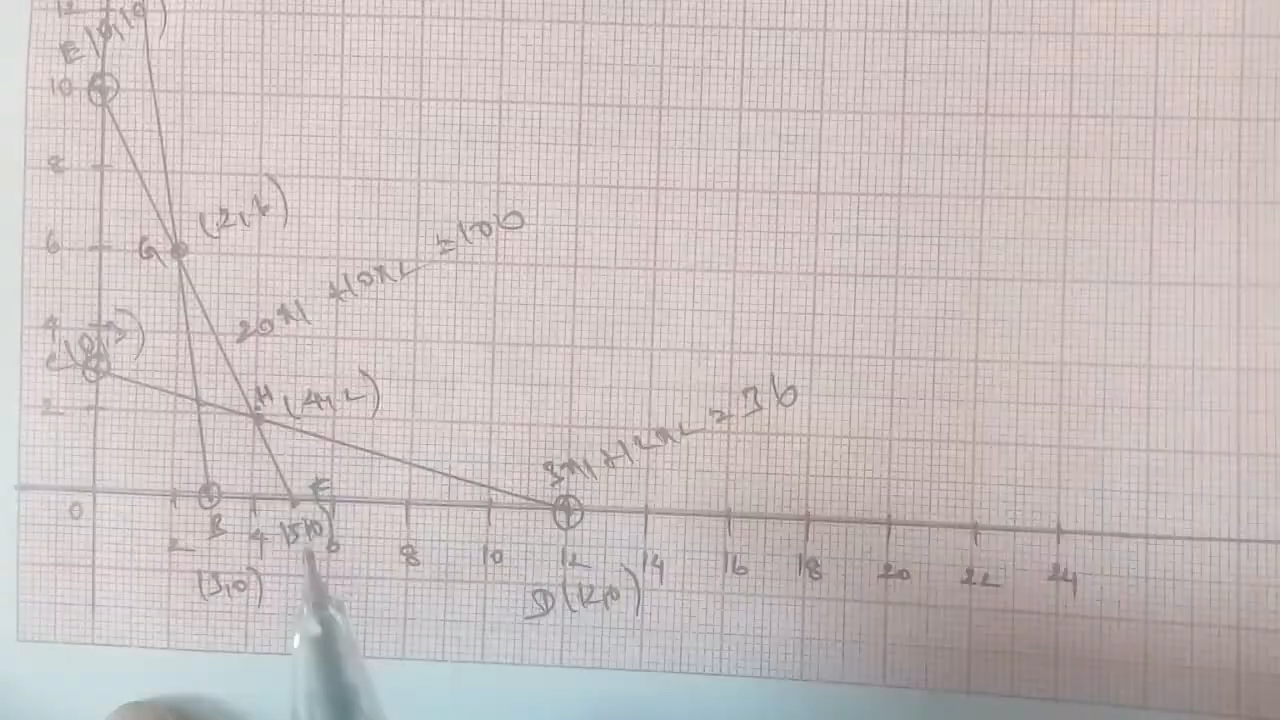 12
E(0,10)
10
8
(2,6)
6 G
20x1 +10x2 =100
4
C(0,3)
2
H (4,2)
3x1+12x2=36
0
B F
2 4 (5,0) 6 8 10 12 14 16 18 20 22 24
(3,0) D(12,0)